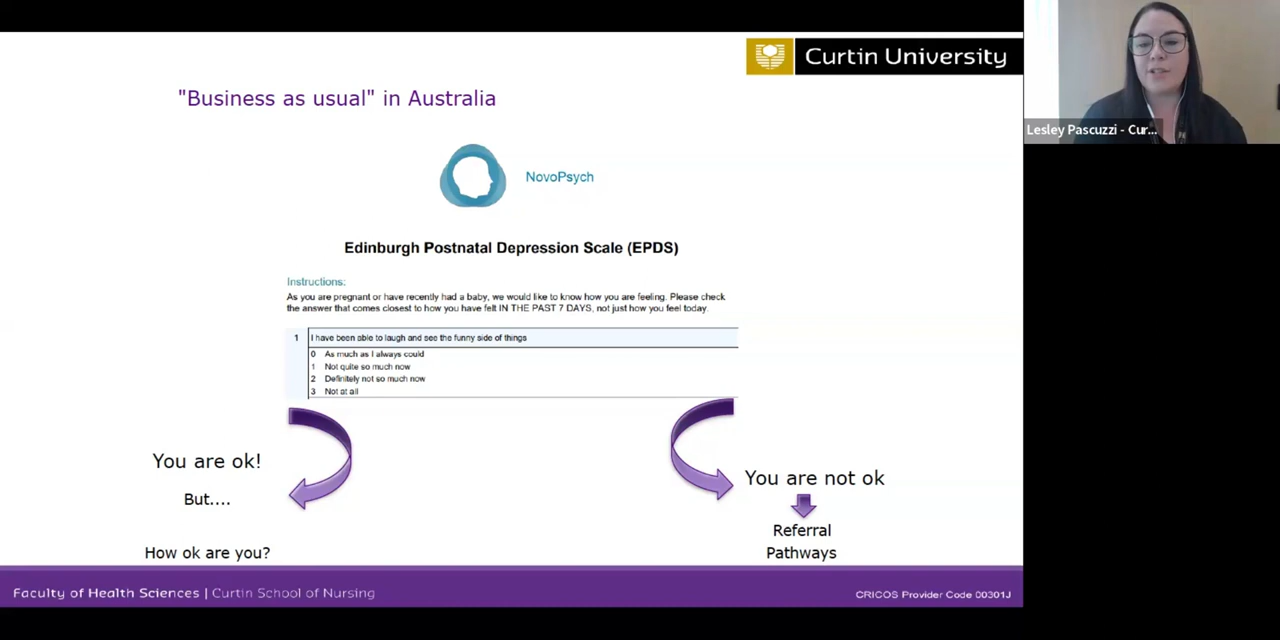 Curtin University
"Business as usual" in Australia
Lesley Pascuzzi - Cur...
NovoPsych
Edinburgh Postnatal Depression Scale (EPDS)
Instructions:
As you are pregnant or have recently had a baby, we would like to know how you are feeling. Please check
the answer that comes closest to how you have felt IN THE PAST 7 DAYS, not just how you feel today.
1 I have been able to laugh and see the funny side of things
0 As much as I always could
1 Not quite so much now
2 Definitely not so much now
3 Not at all
You are ok!
But....
How ok are you?
You are not ok
Referral
Pathways
Faculty of Health Sciences | Curtin School of Nursing
CRICOS Provider Code 00301J